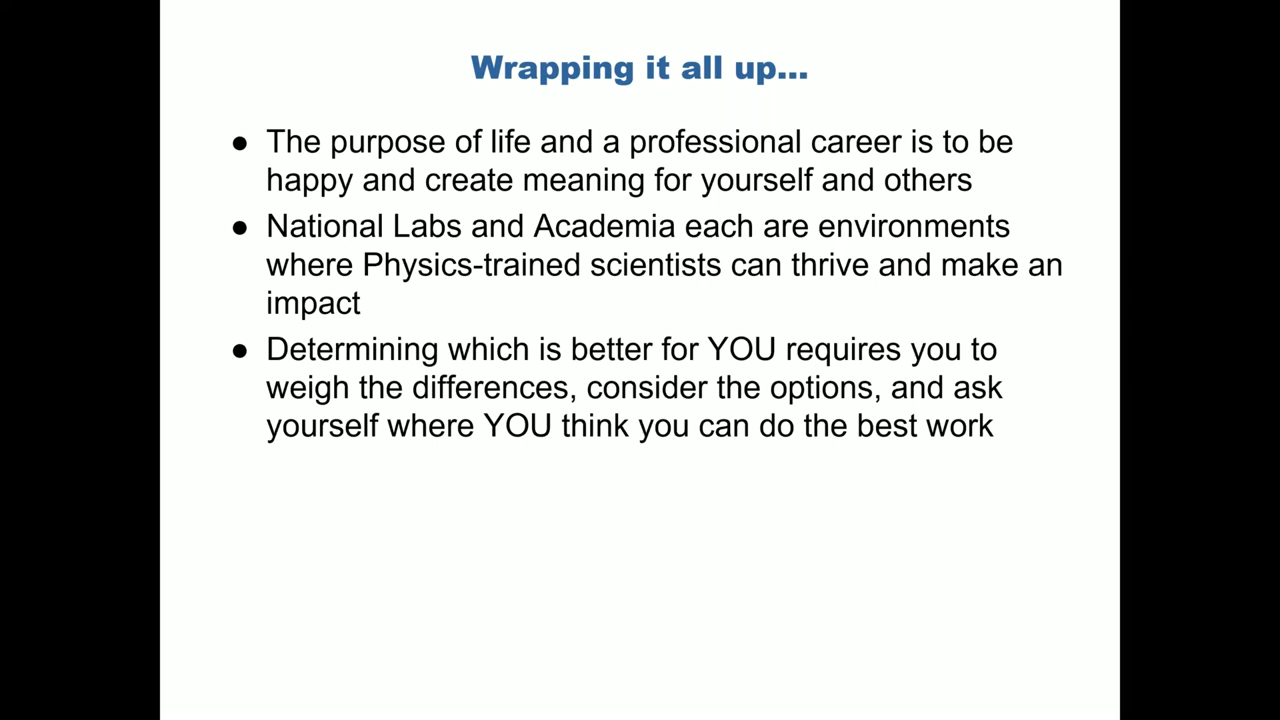 Wrapping it all up...
● The purpose of life and a professional career is to be
happy and create meaning for yourself and others
● National Labs and Academia each are environments
where Physics-trained scientists can thrive and make an
impact
● Determining which is better for YOU requires you to
weigh the differences, consider the options, and ask
yourself where YOU think you can do the best work